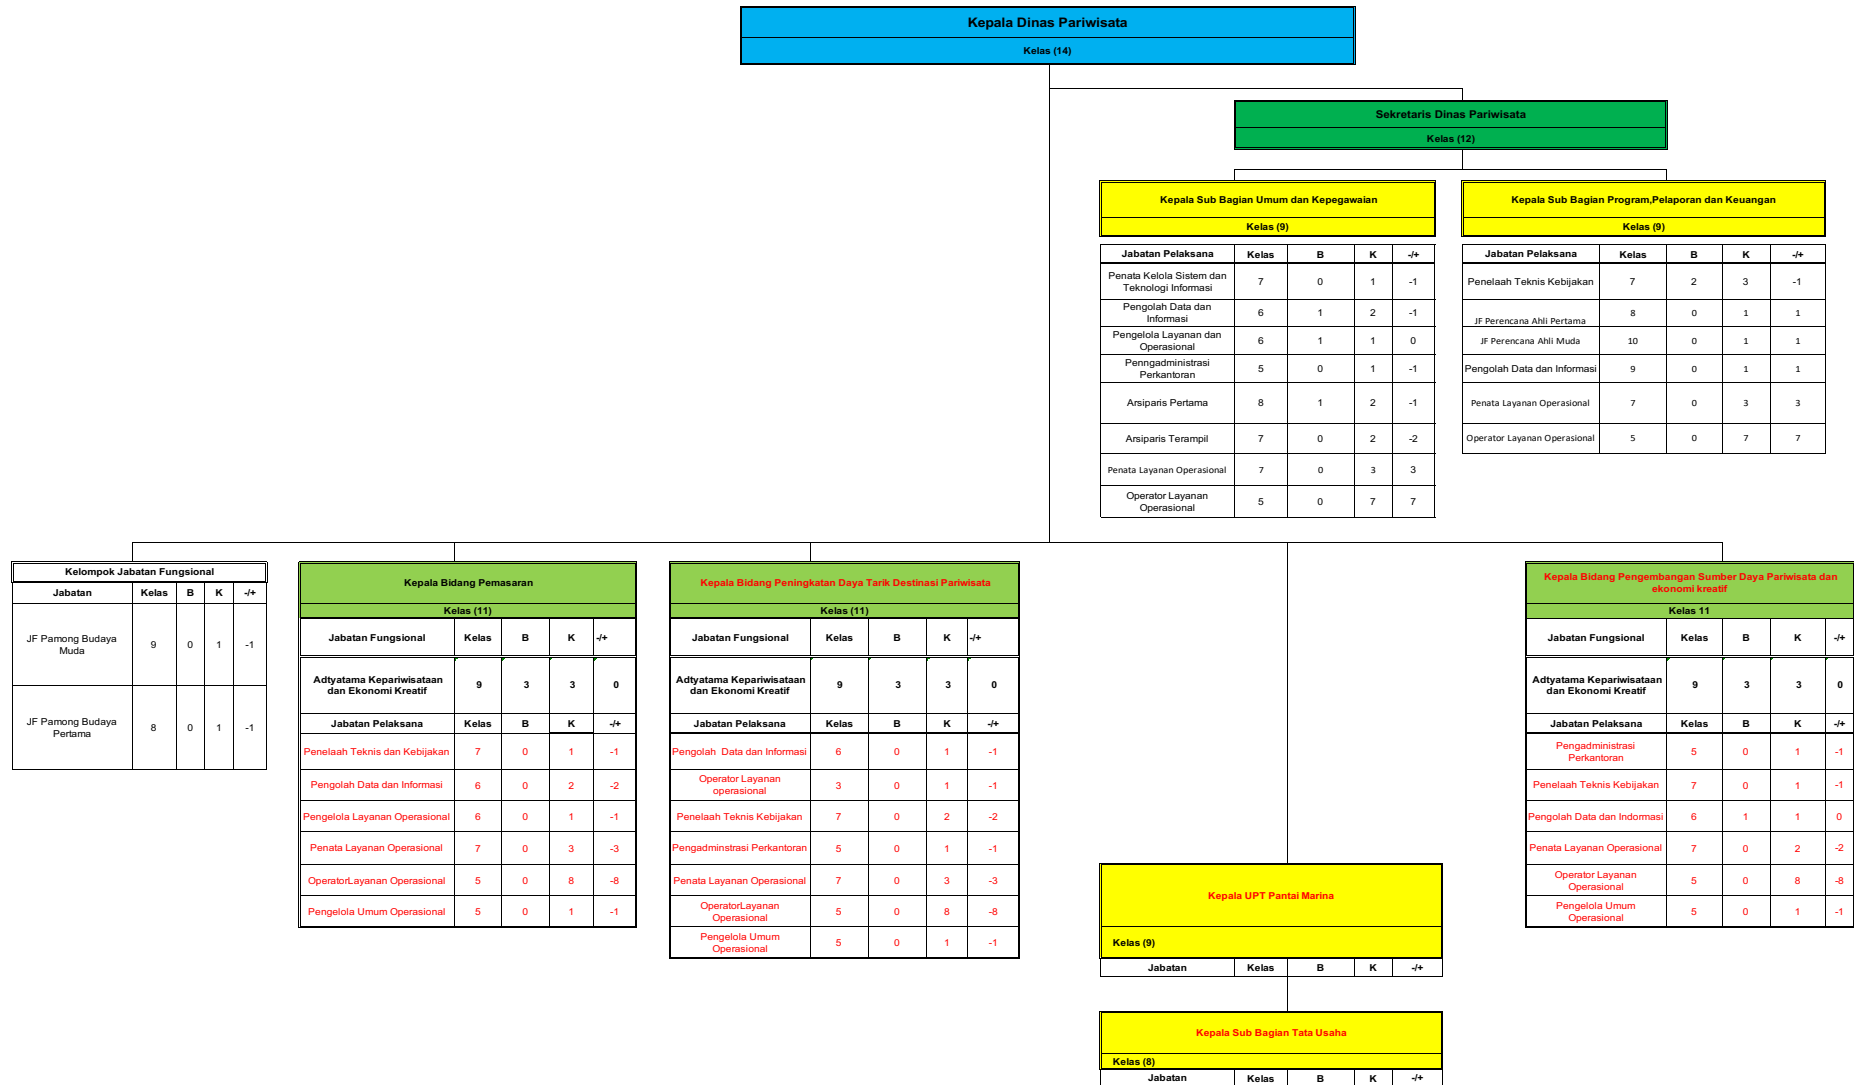 Kepala Dinas Pariwisata
Kelas (14)
Sekretaris Dinas Pariwisata
Kelas (12)
Kepala Sub Bagian Umum dan Kepegawaian
Kelas (9)
Jabatan Pelaksana Kelas B K -/+
Penata Kelola Sistem dan
Teknologi Informasi 7 0 1 -1
Pengolah Data dan
Informasi 6 1 2 -1
Pengelola Layanan dan
Operasional 6 1 1 0
Penngadministrasi
Perkantoran 5 0 1 -1
Arsiparis Pertama 8 1 2 -1
Arsiparis Terampil 7 0 2 -2
Penata Layanan Operasional 7 0 3 3
Operator Layanan
Operasional 5 0 7 7
Kepala Sub Bagian Program,Pelaporan dan Keuangan
Kelas (9)
Jabatan Pelaksana Kelas B K -/+
Penelaah Teknis Kebijakan 7 2 3 -1
JF Perencana Ahli Pertama 8 0 1 1
JF Perencana Ahli Muda 10 0 1 1
Pengolah Data dan Informasi 9 0 1 1
Penata Layanan Operasional 7 0 3 3
Operator Layanan Operasional 5 0 7 7
Kelompok Jabatan Fungsional
Jabatan Kelas B K -/+
JF Pamong Budaya
Muda 9 0 1 -1
JF Pamong Budaya
Pertama 8 0 1 -1
Kepala Bidang Pemasaran
Kelas (11)
Jabatan Fungsional Kelas B K -/+
Adtyatama Kepariwisataan
dan Ekonomi Kreatif 9 3 3 0
Jabatan Pelaksana Kelas B K -/+
Penelaah Teknis dan Kebijakan 7 0 1 -1
Pengolah Data dan Informasi 6 0 2 -2
Pengelola Layanan Operasional 6 0 1 -1
Penata Layanan Operasional 7 0 3 -3
OperatorLayanan Operasional 5 0 8 -8
Pengelola Umum Operasional 5 0 1 -1
Kepala Bidang Peningkatan Daya Tarik Destinasi Pariwisata
Kelas (11)
Jabatan Fungsional Kelas B K -/+
Adtyatama Kepariwisataan
dan Ekonomi Kreatif 9 3 3 0
Jabatan Pelaksana Kelas B K -/+
Pengolah Data dan Informasi 6 0 1 -1
Operator Layanan
operasional 3 0 1 -1
Penelaah Teknis Kebijakan 7 0 2 -2
Pengadminstrasi Perkantoran 5 0 1 -1
Penata Layanan Operasional 7 0 3 -3
OperatorLayanan
Operasional 5 0 8 -8
Pengelola Umum
Operasional 5 0 1 -1
Kepala UPT Pantai Marina
Kelas (9)
Jabatan Kelas B K -/+
Kepala Sub Bagian Tata Usaha
Kelas (8)
Jabatan Kelas B K -/+
Kepala Bidang Pengembangan Sumber Daya Pariwisata dan
ekonomi kreatif
Kelas 11
Jabatan Fungsional Kelas B K -/+
Adtyatama Kepariwisataan
dan Ekonomi Kreatif 9 3 3 0
Jabatan Pelaksana Kelas B K -/+
Pengadministrasi
Perkantoran 5 0 1 -1
Penelaah Teknis Kebijakan 7 0 1 -1
Pengolah Data dan Indormasi 6 1 1 0
Penata Layanan Operasional 7 0 2 -2
Operator Layanan
Operasional 5 0 8 -8
Pengelola Umum
Operasional 5 0 1 -1